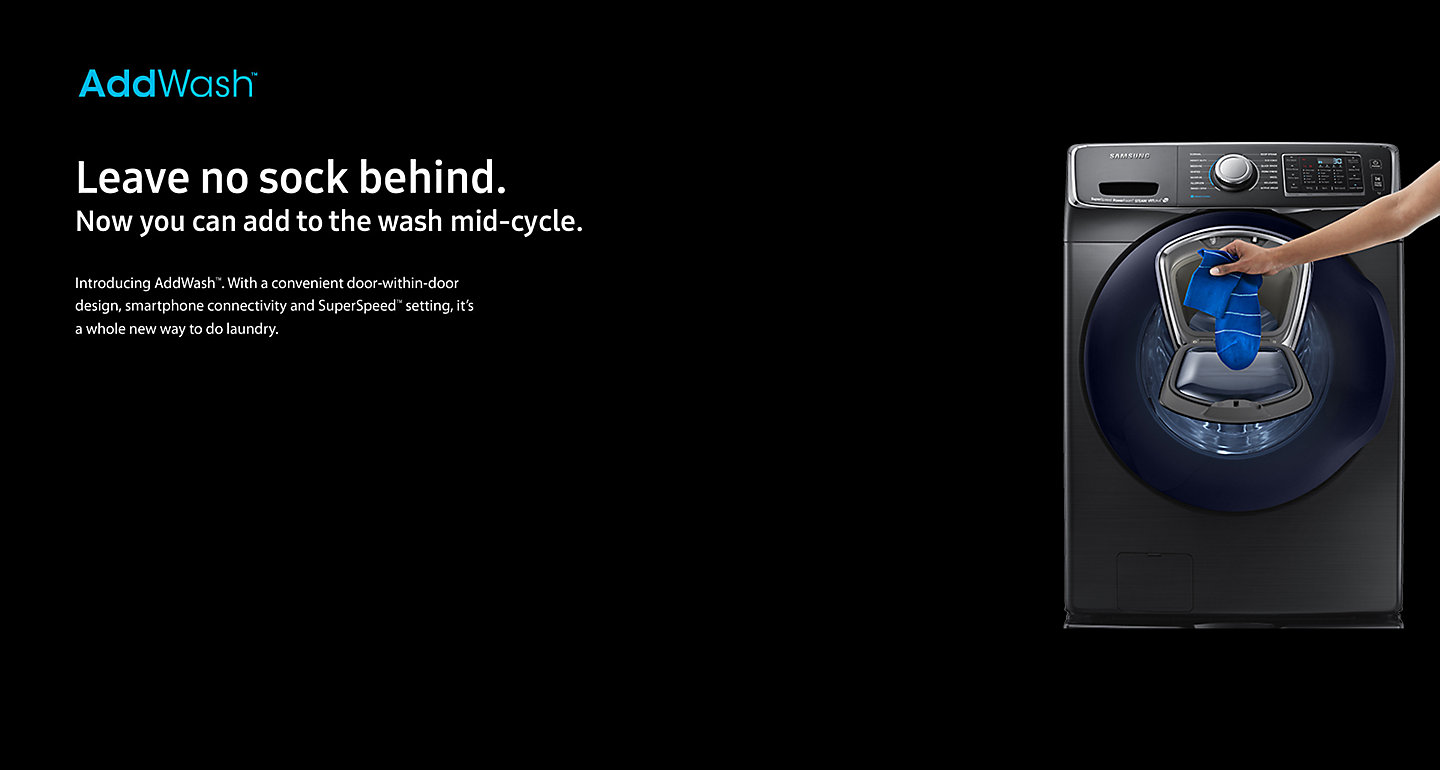 AddWash™
Leave no sock behind.
Now you can add to the wash mid-cycle.
Introducing AddWash™. With a convenient door-within-door
design, smartphone connectivity and SuperSpeed™ setting, it's
a whole new way to do laundry.
SAMSUNG